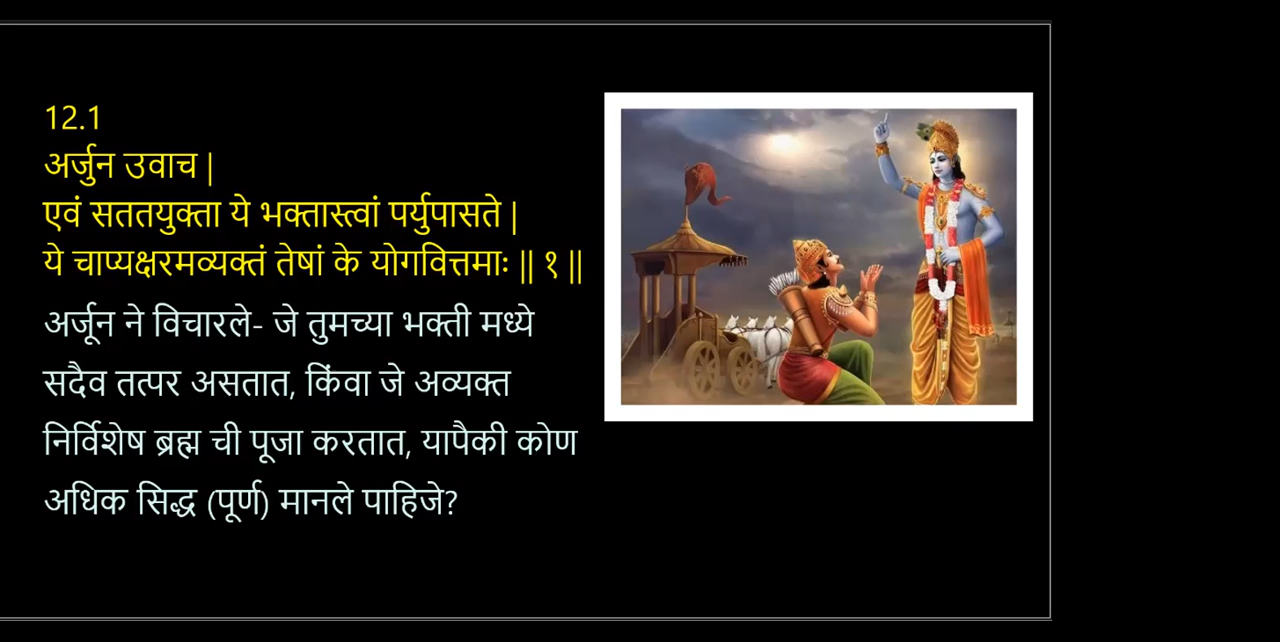 12.1
अर्जुन उवाच |
एवं सततयुक्ता ये भक्तास्त्वां पर्युपासते |
ये चाप्यक्षरमव्यक्तं तेषां के योगवित्तमाः || १ ||
अर्जून ने विचारले- जे तुमच्या भक्ती मध्ये
सदैव तत्पर असतात, किंवा जे अव्यक्त
निर्विशेष ब्रह्म ची पूजा करतात, यापैकी कोण
अधिक सिद्ध (पूर्ण) मानले पाहिजे?